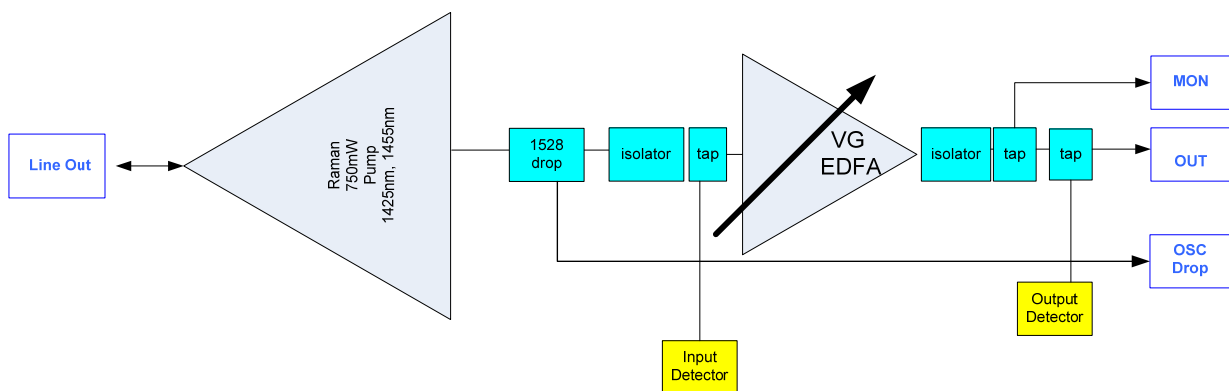 Line Out
Raman
750mW
Pump
1425nm, 1455nm
1528
drop
isolator
tap
VG
EDFA
isolator
tap
tap
MON
OUT
OSC
Drop
Input
Detector
Output
Detector